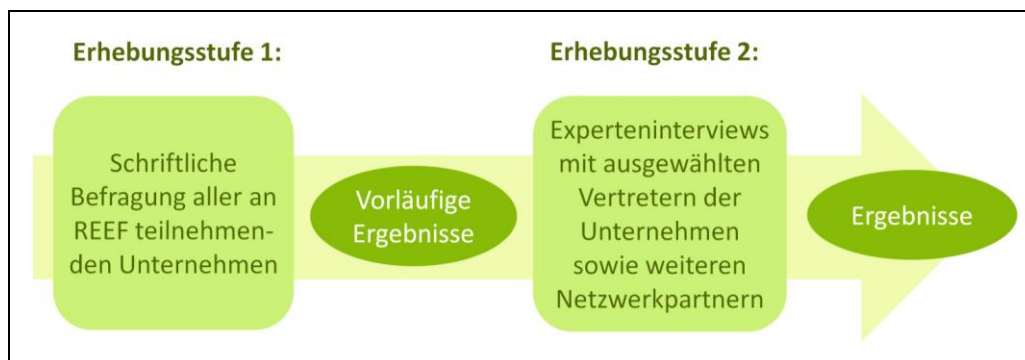 Erhebungsstufe 1:
Schriftliche
Befragung aller an
REEF teilnehmen-
den Unternehmen
Vorläufige
Ergebnisse
Erhebungsstufe 2:
Experteninterviews
mit ausgewählten
Vertretern der
Unternehmen
sowie weiteren
Netzwerkpartnern
Ergebnisse